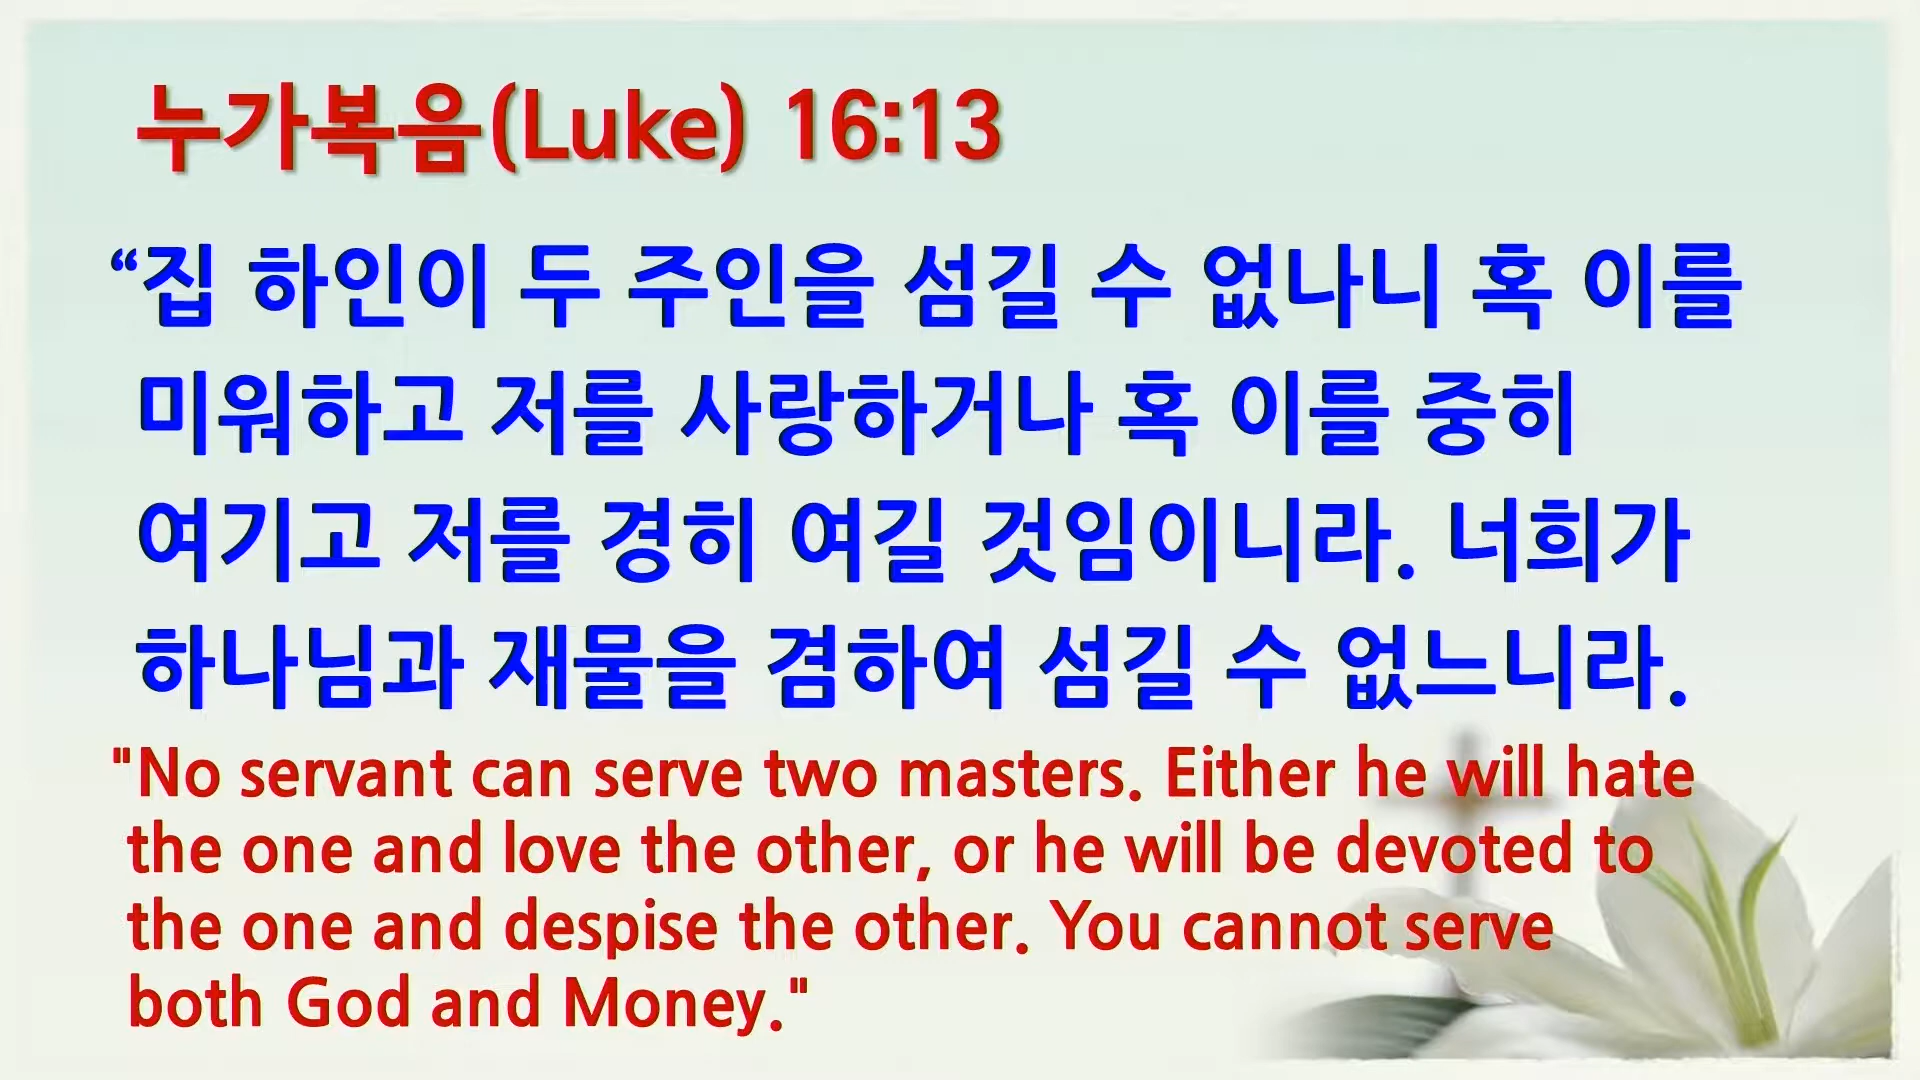 누가복음(Luke) 16:13
“집 하인이 두 주인을 섬길 수 없나니 혹 이를
미워하고 저를 사랑하거나 혹 이를 중히
여기고 저를 경히 여길 것임이니라. 너희가
하나님과 재물을 겸하여 섬길 수 없느니라.
"No servant can serve two masters. Either he will hate
the one and love the other, or he will be devoted to
the one and despise the other. You cannot serve
both God and Money."